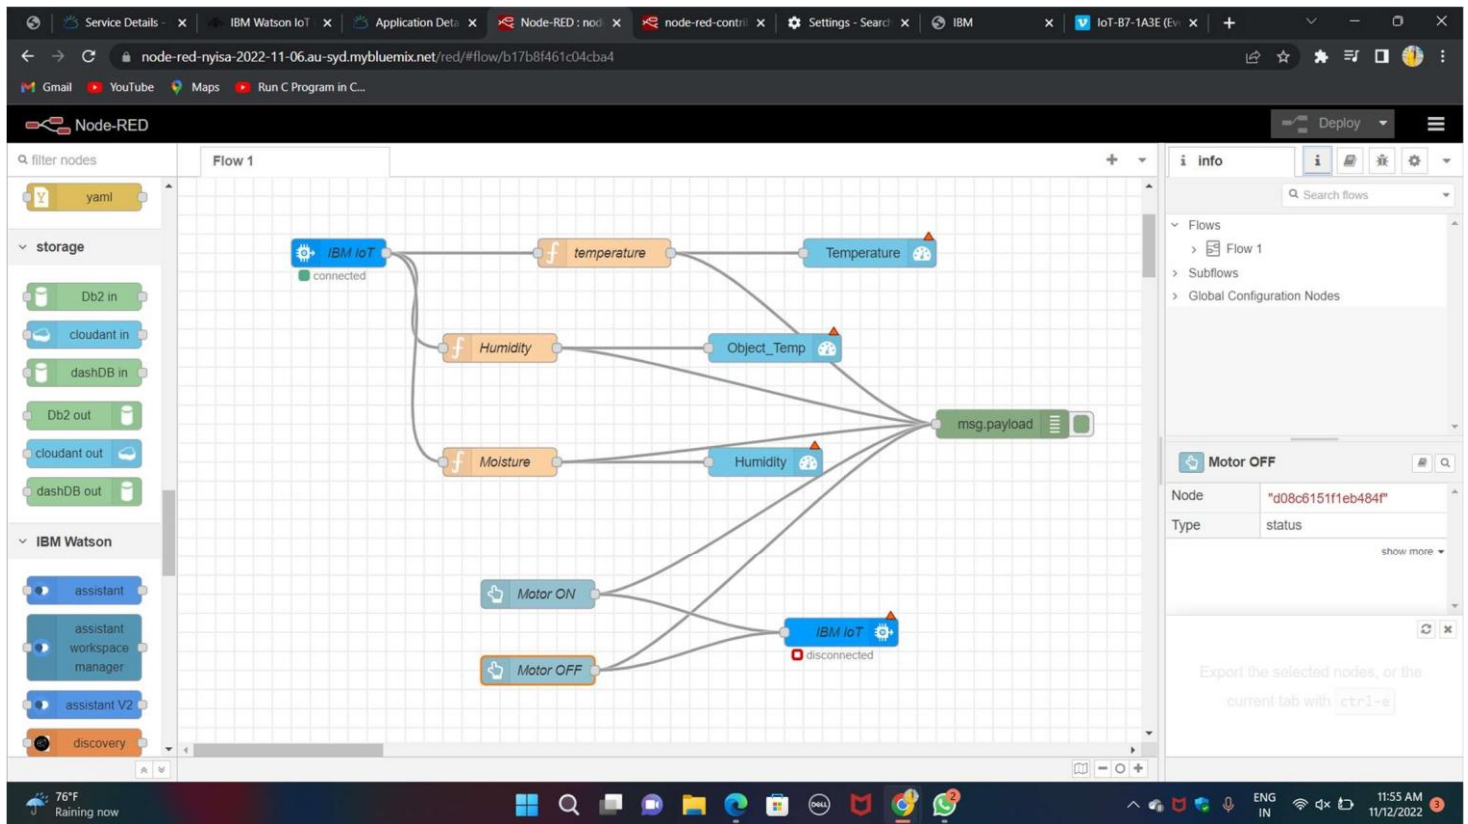 Service Details -
IBM Watson IoT
Application Deta
Node-RED : nod
node-red-contri
Settings - Search
IBM
IoT-B7-1A3E (Ev
node-red-nyisa-2022-11-06.au-syd.mybluemix.net/red/#flow/b17b8f461c04cba4
Gmail
YouTube
Maps
Run C Program in C...
Node-RED
Deploy
filter nodes
Flow 1
i info
i
Search flows
yaml
storage
Db2 in
cloudant in
dashDB in
Db2 out
cloudant out
dashDB out
IBM Watson
assistant
assistant
workspace
manager
assistant V2
discovery
IBM IoT
connected
temperature
Temperature
Humidity
Object_Temp
msg.payload
Moisture
Humidity
Motor ON
IBM IoT
disconnected
Motor OFF
Flows
Flow 1
Subflows
Global Configuration Nodes
Motor OFF
Node
"d08c6151f1eb484f"
Type
status
show more
Export the selected nodes, or the
current tab with ctrl-e
76°F
Raining now
DELL
2
ENG
IN
11:55 AM
11/12/2022
3